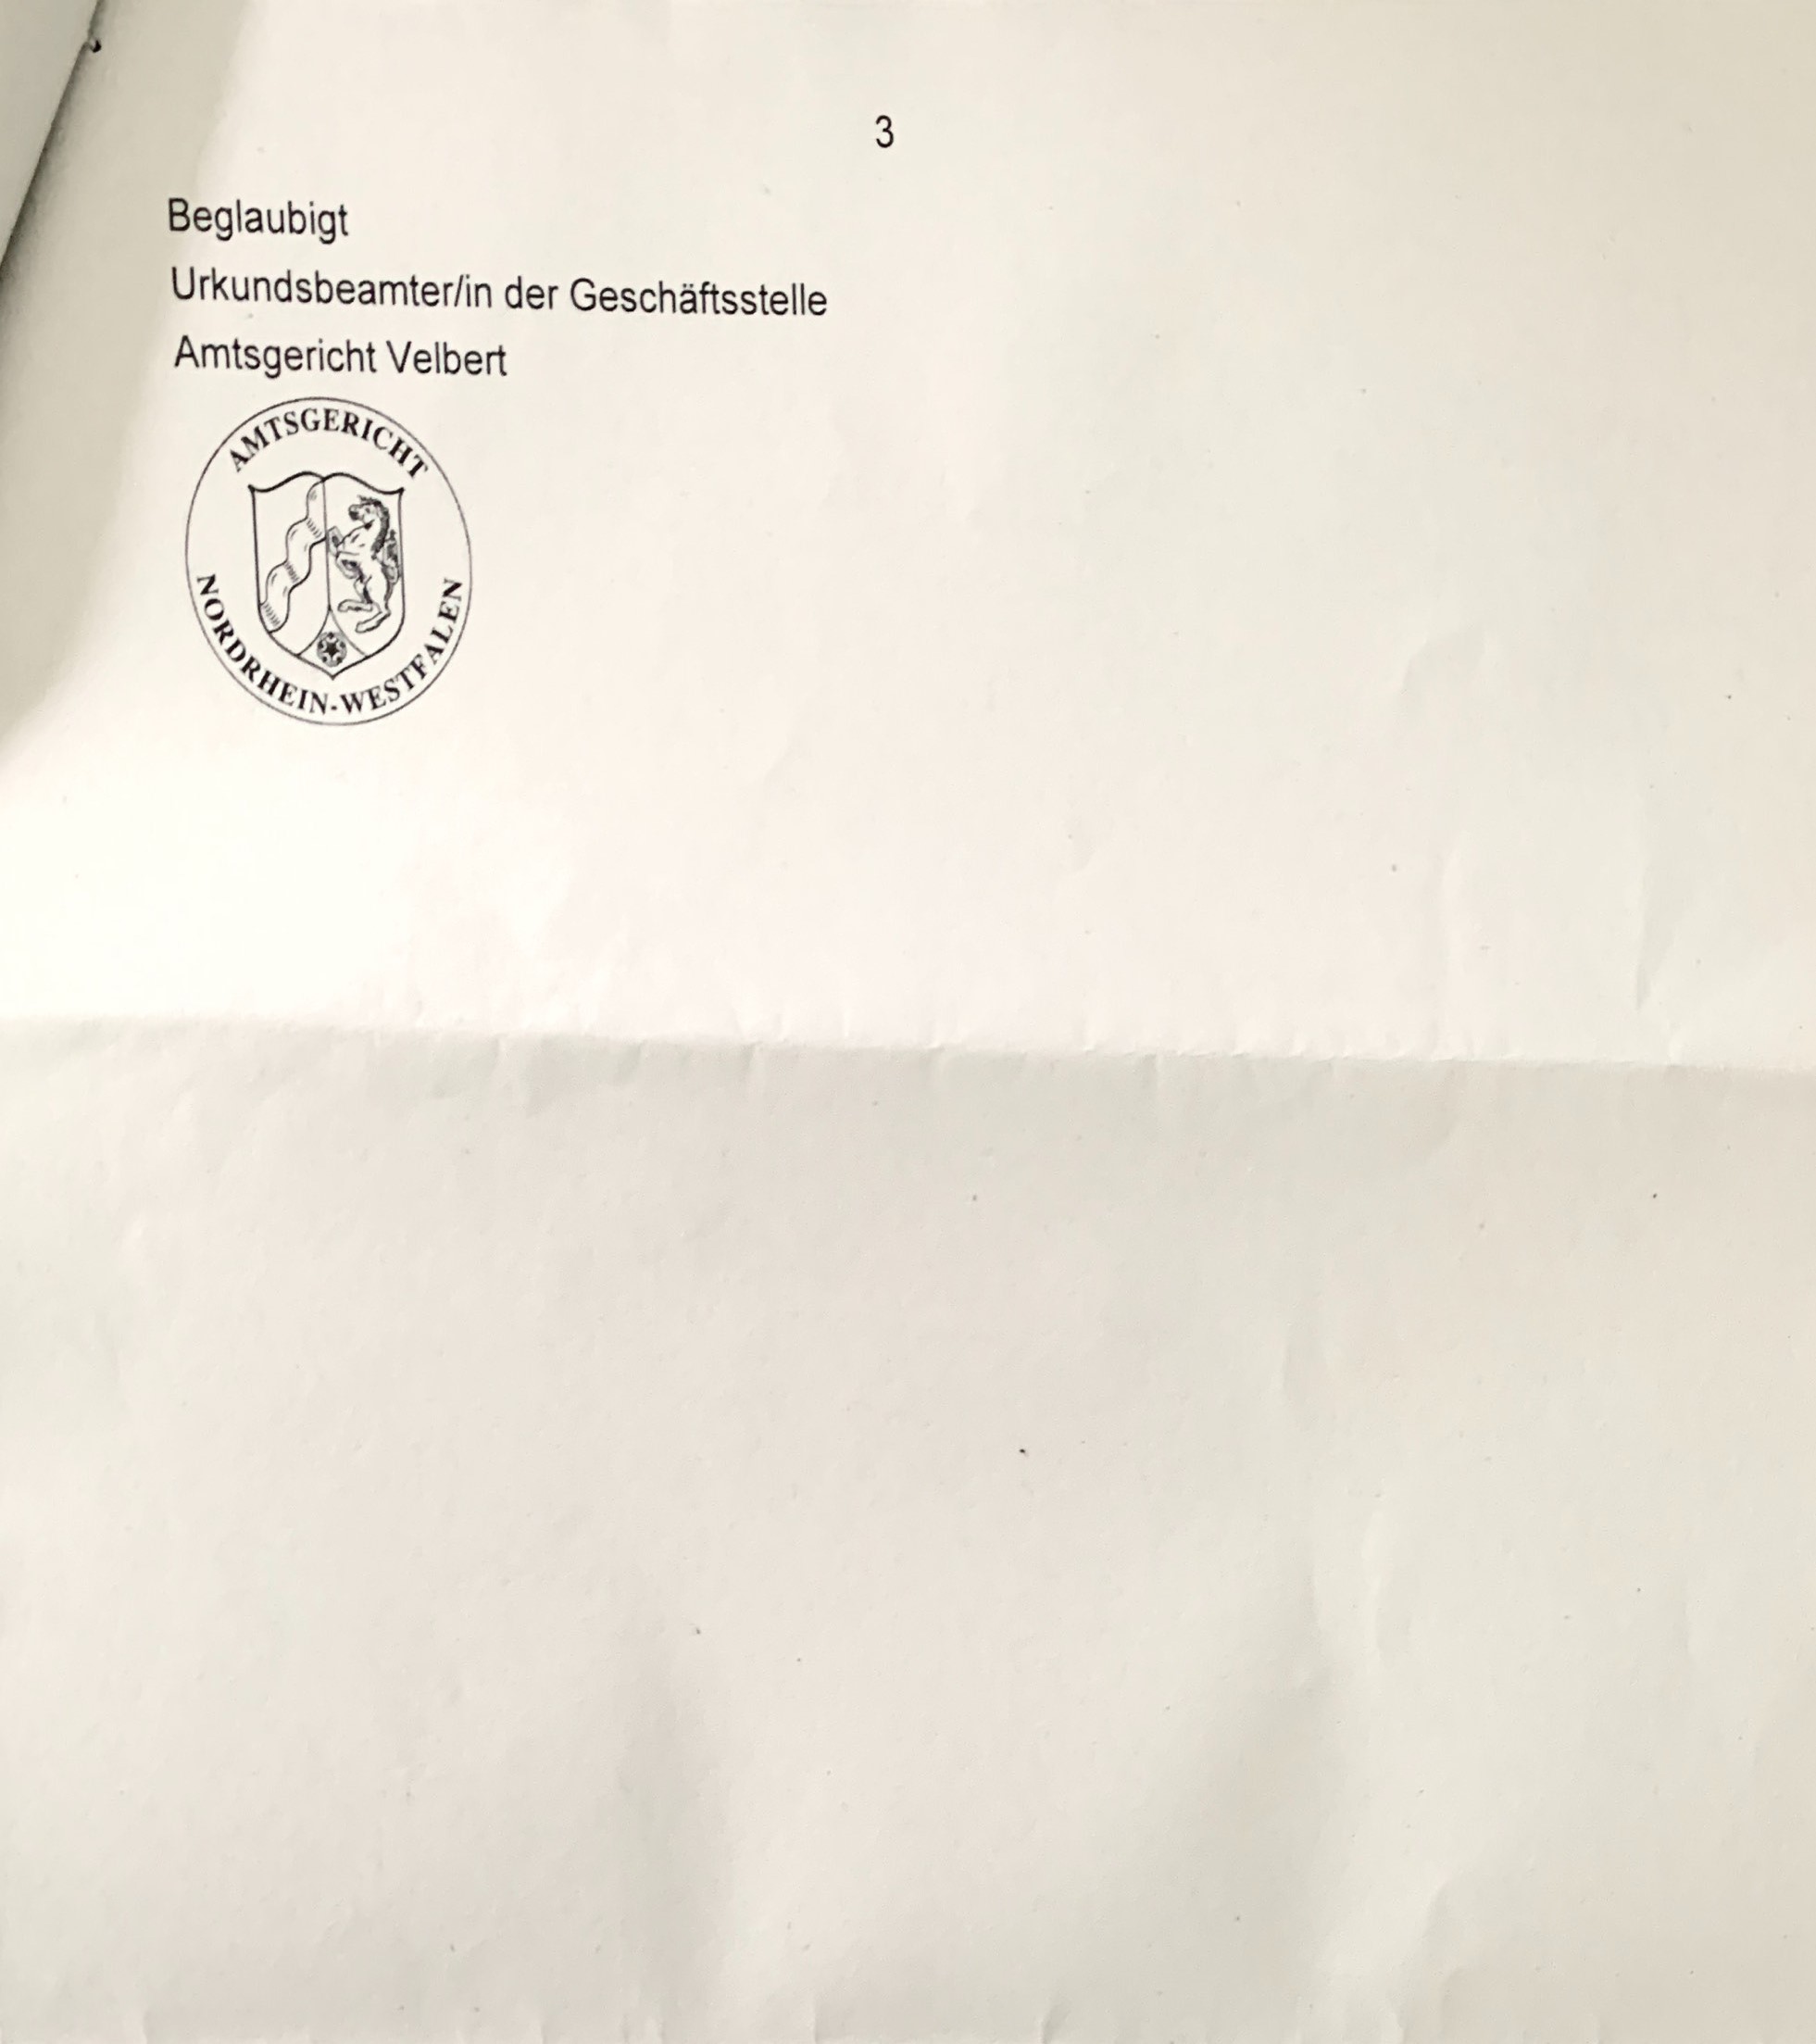 3
Beglaubigt
Urkundsbeamter/in der Geschäftsstelle
Amtsgericht Velbert
AMTSGERICHT
NORDRHEIN-WESTFALEN